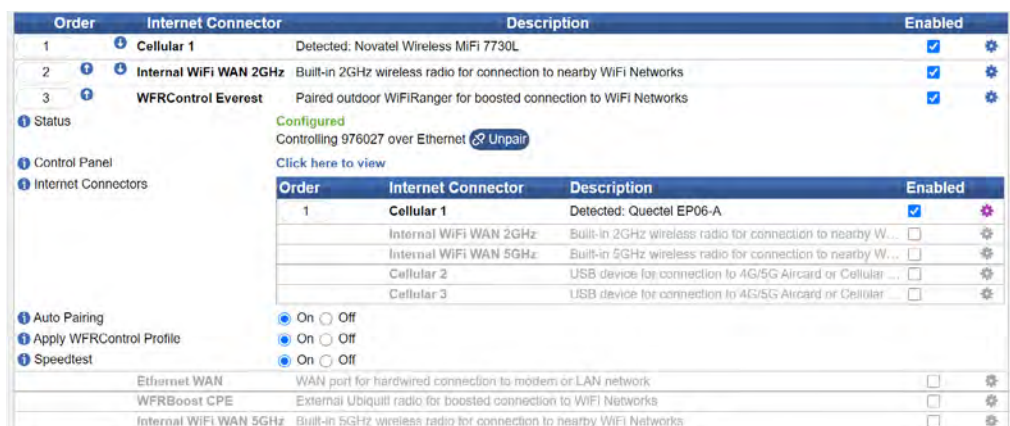 Order Internet Connector Description Enabled
1 Cellular 1 Detected: Novatel Wireless MiFi 7730L
2 Internal WiFi WAN 2GHz Built-in 2GHz wireless radio for connection to nearby WiFi Networks
3 WFRControl Everest Paired outdoor WiFiRanger for boosted connection to WiFi Networks
Status Configured
Controlling 976027 over Ethernet Unpair
Control Panel Click here to view
Internet Connectors Order Internet Connector Description Enabled
1 Cellular 1 Detected: Quectel EP06-A
Internal WiFi WAN 2GHz Built-in 2GHz wireless radio for connection to nearby W...
Internal WiFi WAN 5GHz Built-in 5GHz wireless radio for connection to nearby W...
Cellular 2 USB device for connection to 4G/5G Aircard or Cellular ...
Cellular 3 USB device for connection to 4G/5G Aircard or Cellular ...
Auto Pairing On Off
Apply WFRControl Profile On Off
Speedtest On Off
Ethernet WAN WAN port for hardwired connection to modem or LAN network
WFRBoost CPE External Ubiquiti radio for boosted connection to WiFi Networks
Internal WiFi WAN 5GHz Built-in 5GHz wireless radio for connection to nearby WiFi Networks